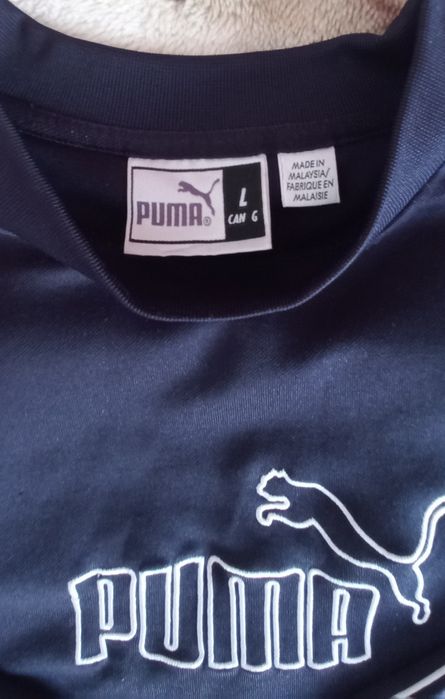 PUMA®
L
CAN G
MADE IN
MALAYSIA/
FABRIQUE EN
MALAISIE
PUMA